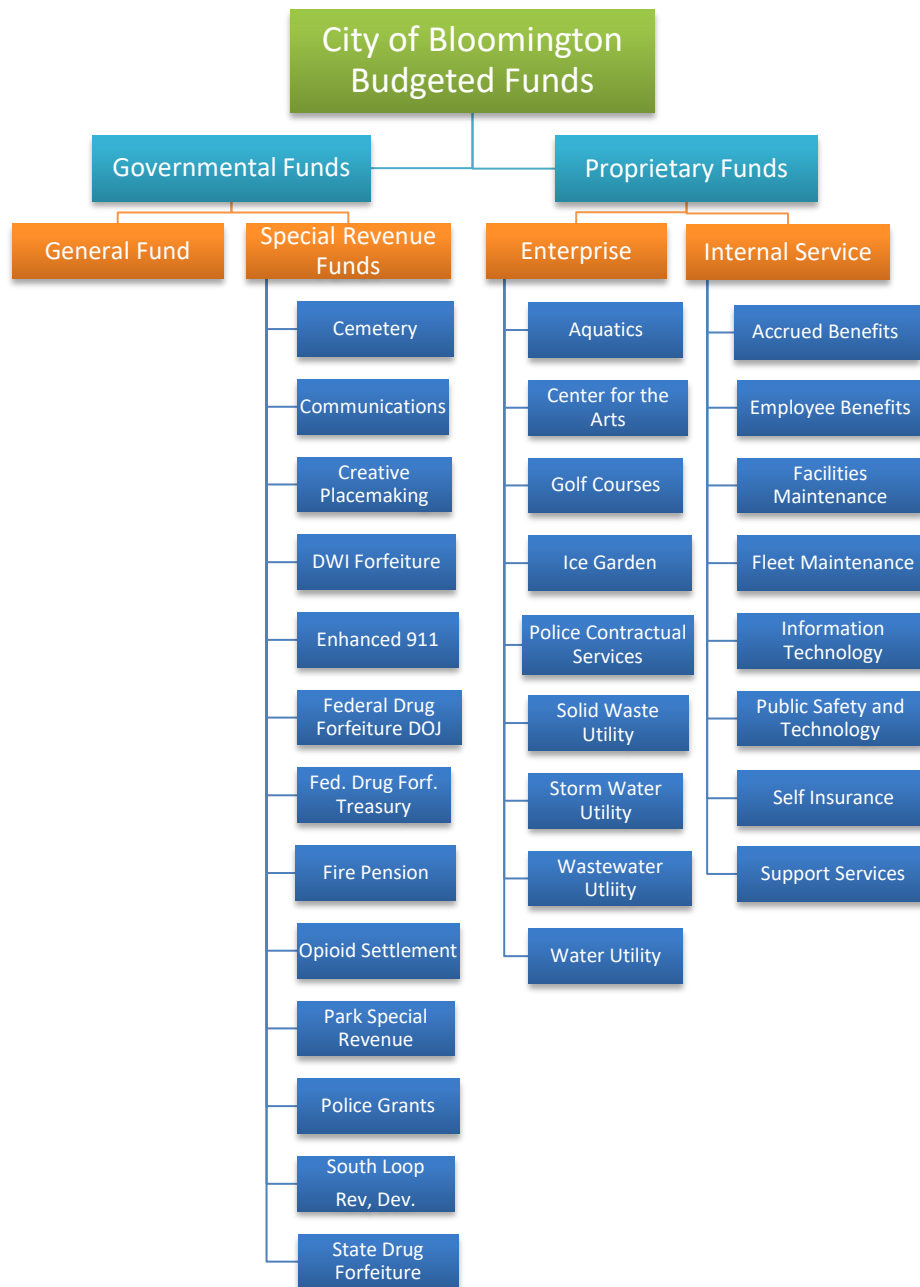 City of Bloomington
Budgeted Funds
Governmental Funds
Proprietary Funds
General Fund
Special Revenue
Funds
Enterprise
Internal Service
Cemetery
Communications
Creative
Placemaking
DWI Forfeiture
Enhanced 911
Federal Drug
Forfeiture DOJ
Fed. Drug Forf.
Treasury
Fire Pension
Opioid Settlement
Park Special
Revenue
Police Grants
South Loop
Rev, Dev.
State Drug
Forfeiture
Aquatics
Center for the
Arts
Golf Courses
Ice Garden
Police Contractual
Services
Solid Waste
Utility
Storm Water
Utility
Wastewater
Utliity
Water Utility
Accrued Benefits
Employee Benefits
Facilities
Maintenance
Fleet Maintenance
Information
Technology
Public Safety and
Technology
Self Insurance
Support Services